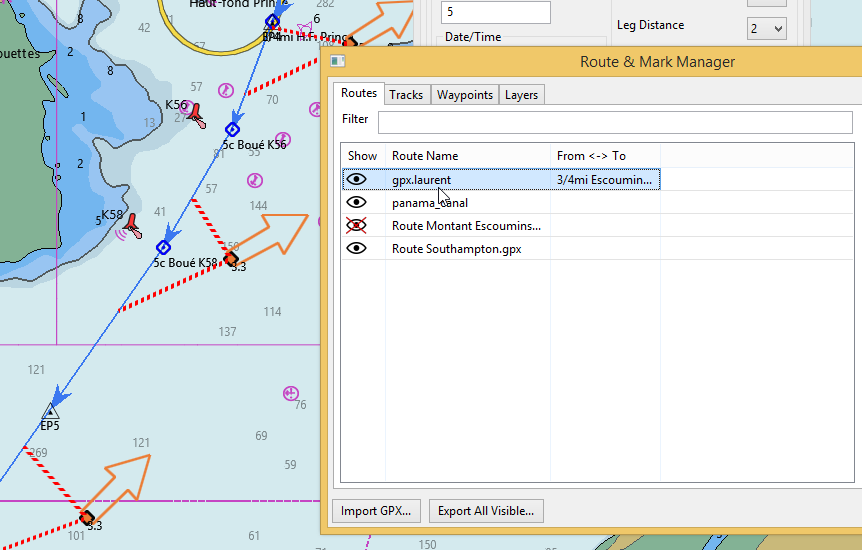 Haut-fond Prince
282
5
8
42
6
3/4mi H.F. Prince
Leg Distance
2
57
Date/Time
ouettes
2
Route & Mark Manager
8
57
Routes
Tracks
Waypoints
Layers
K56
70
1
13
27
Filter
5c Boué K56
81
55
Show
Route Name
From <-> To
2
gpx.laurent
3/4mi Escoumin...
57
panama_canal
144
5
K58
41
Route Montant Escoumins...
150
5c Boué K58
3.3
Route Southampton.gpx
114
137
121
76
EP5
69
121
269
59
Import GPX...
Export All Visible...
3.3
101
61
150